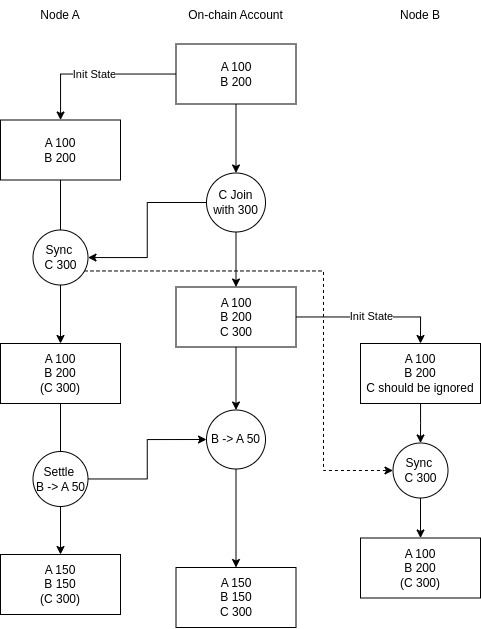 Node A
On-chain Account
Node B
A 100
B 200
Init State
A 100
B 200
C Join
with 300
Sync
C 300
A 100
B 200
C 300
Init State
A 100
B 200
(C 300)
A 100
B 200
C should be ignored
B -> A 50
Settle
B -> A 50
Sync
C 300
A 150
B 150
(C 300)
A 150
B 150
C 300
A 100
B 200
(C 300)